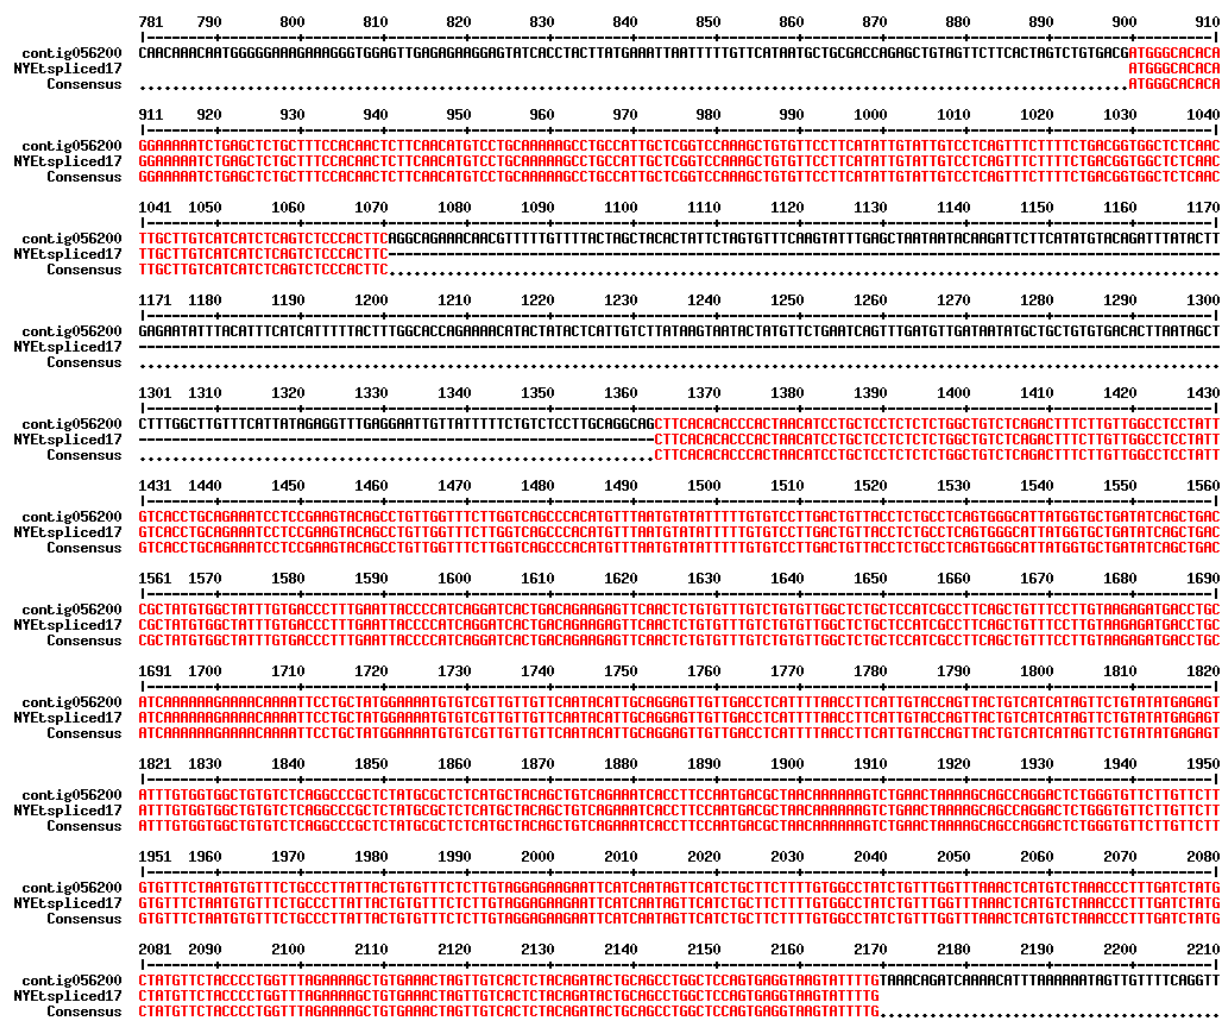 781 790 800 810 820 830 840 850 860 870 880 890 900 910
contig056200 CAACAAACAATGGGGGAAAGAAAGGGTGGAGTTGAGAGAAGGAGTATCACCTACTTATGAAATTAATTTTTGTTCATAATGCTGCGACCAGAGCTGTAGTTCTTCACTAGTCTGTGACGATGGGCACACA
NYEtspliced17 ATGGGCACACA
Consensus ......................................................................................................................ATGGGCACACA
911 920 930 940 950 960 970 980 990 1000 1010 1020 1030 1040
contig056200 GGAAAAATCTGAGCTCTGCTTTCCACAACTCTTCAACATGTCCTGCAAAAAGCCTGCCATTGCTCGGTCCAAAGCTGTGTTCCTTCATATTGTATTGTCCTCAGTTTCTTTTCTGACGGTGGCTCTCAAC
NYEtspliced17 GGAAAAATCTGAGCTCTGCTTTCCACAACTCTTCAACATGTCCTGCAAAAAGCCTGCCATTGCTCGGTCCAAAGCTGTGTTCCTTCATATTGTATTGTCCTCAGTTTCTTTTCTGACGGTGGCTCTCAAC
Consensus GGAAAAATCTGAGCTCTGCTTTCCACAACTCTTCAACATGTCCTGCAAAAAGCCTGCCATTGCTCGGTCCAAAGCTGTGTTCCTTCATATTGTATTGTCCTCAGTTTCTTTTCTGACGGTGGCTCTCAAC
1041 1050 1060 1070 1080 1090 1100 1110 1120 1130 1140 1150 1160 1170
contig056200 TTGCTTGTCATCATCTCAGTCTCCCACTTCAGGCAGAAACAACGTTTTTGTTTTACTAGCTACACTATTCTAGTGTTTCAAGTATTTGAGCTAATAATACAAGATTCTTCATATGTACAGATTTATACTT
NYEtspliced17 TTGCTTGTCATCATCTCAGTCTCCCACTTC----------------------------------------------------------------------------------------------------
Consensus TTGCTTGTCATCATCTCAGTCTCCCACTTC....................................................................................................
1171 1180 1190 1200 1210 1220 1230 1240 1250 1260 1270 1280 1290 1300
contig056200 GAGAATATTTACATTTCATCATTTTTACTTTGGCACCAGAAAACATACTATACTCATTGTCTTATAAGTAATACTATGTTCTGAATCAGTTTGATGTTGATAATATGCTGCTGTGTGACACTTAATAGCT
NYEtspliced17 ----------------------------------------------------------------------------------------------------------------------------------
Consensus ..................................................................................................................................
1301 1310 1320 1330 1340 1350 1360 1370 1380 1390 1400 1410 1420 1430
contig056200 CTTTGGCTTGTTTCATTATAGAGGTTTGAGGAATTGTTATTTTTCTGTCTCCTTGCAGGCAGCTTCACACACCCACTAACATCCTGCTCCTCTCTCTGGCTGTCTCAGACTTTCTTGTTGGCCTCCTATT
NYEtspliced17 --------------------------------------------------------------CTTCACACACCCACTAACATCCTGCTCCTCTCTCTGGCTGTCTCAGACTTTCTTGTTGGCCTCCTATT
Consensus ..............................................................CTTCACACACCCACTAACATCCTGCTCCTCTCTCTGGCTGTCTCAGACTTTCTTGTTGGCCTCCTATT
1431 1440 1450 1460 1470 1480 1490 1500 1510 1520 1530 1540 1550 1560
contig056200 GTCACCTGCAGAAATCCTCCGAAGTACAGCCTGTTGGTTTCTTGGTCAGCCCACATGTTTAATGTATATTTTTGTGTCCTTGACTGTTACCTCTGCCTCAGTGGGCATTATGGTGCTGATATCAGCTGAC
NYEtspliced17 GTCACCTGCAGAAATCCTCCGAAGTACAGCCTGTTGGTTTCTTGGTCAGCCCACATGTTTAATGTATATTTTTGTGTCCTTGACTGTTACCTCTGCCTCAGTGGGCATTATGGTGCTGATATCAGCTGAC
Consensus GTCACCTGCAGAAATCCTCCGAAGTACAGCCTGTTGGTTTCTTGGTCAGCCCACATGTTTAATGTATATTTTTGTGTCCTTGACTGTTACCTCTGCCTCAGTGGGCATTATGGTGCTGATATCAGCTGAC
1561 1570 1580 1590 1600 1610 1620 1630 1640 1650 1660 1670 1680 1690
contig056200 CGCTATGTGGCTATTTGTGACCCTTTGAATTACCCCATCAGGATCACTGACAGAAGAGTTCAACTCTGTGTTTGTCTGTGTTGGCTCTGCTCCATCGCCTTCAGCTGTTTCCTTGTAAGAGATGACCTGC
NYEtspliced17 CGCTATGTGGCTATTTGTGACCCTTTGAATTACCCCATCAGGATCACTGACAGAAGAGTTCAACTCTGTGTTTGTCTGTGTTGGCTCTGCTCCATCGCCTTCAGCTGTTTCCTTGTAAGAGATGACCTGC
Consensus CGCTATGTGGCTATTTGTGACCCTTTGAATTACCCCATCAGGATCACTGACAGAAGAGTTCAACTCTGTGTTTGTCTGTGTTGGCTCTGCTCCATCGCCTTCAGCTGTTTCCTTGTAAGAGATGACCTGC
1691 1700 1710 1720 1730 1740 1750 1760 1770 1780 1790 1800 1810 1820
contig056200 ATCAAAAAAGAAAACAAAATTCCTGCTATGGAAAATGTGTCGTTGTTGTTCAATACATTGCAGGAGTTGTTGACCTCATTTTAACCTTCATTGTACCAGTTACTGTCATCATAGTTCTGTATATGAGAGT
NYEtspliced17 ATCAAAAAAGAAAACAAAATTCCTGCTATGGAAAATGTGTCGTTGTTGTTCAATACATTGCAGGAGTTGTTGACCTCATTTTAACCTTCATTGTACCAGTTACTGTCATCATAGTTCTGTATATGAGAGT
Consensus ATCAAAAAAGAAAACAAAATTCCTGCTATGGAAAATGTGTCGTTGTTGTTCAATACATTGCAGGAGTTGTTGACCTCATTTTAACCTTCATTGTACCAGTTACTGTCATCATAGTTCTGTATATGAGAGT
1821 1830 1840 1850 1860 1870 1880 1890 1900 1910 1920 1930 1940 1950
contig056200 ATTTGTGGTGGCTGTGTCTCAGGCCCGCTCTATGCGCTCTCATGCTACAGCTGTCAGAAATCACCTTCCAATGACGCTAACAAAAAAGTCTGAACTAAAAGCAGCCAGGACTCTGGGTGTTCTTGTTCTT
NYEtspliced17 ATTTGTGGTGGCTGTGTCTCAGGCCCGCTCTATGCGCTCTCATGCTACAGCTGTCAGAAATCACCTTCCAATGACGCTAACAAAAAAGTCTGAACTAAAAGCAGCCAGGACTCTGGGTGTTCTTGTTCTT
Consensus ATTTGTGGTGGCTGTGTCTCAGGCCCGCTCTATGCGCTCTCATGCTACAGCTGTCAGAAATCACCTTCCAATGACGCTAACAAAAAAGTCTGAACTAAAAGCAGCCAGGACTCTGGGTGTTCTTGTTCTT
1951 1960 1970 1980 1990 2000 2010 2020 2030 2040 2050 2060 2070 2080
contig056200 GTGTTTCTAATGTGTTTCTGCCCTTATTACTGTGTTTCTCTTGTAGGAGAAGAATTCATCAATAGTTCATCTGCTTCTTTTGTGGCCTATCTGTTTGGTTTAAACTCATGTCTAAACCCTTTGATCTATG
NYEtspliced17 GTGTTTCTAATGTGTTTCTGCCCTTATTACTGTGTTTCTCTTGTAGGAGAAGAATTCATCAATAGTTCATCTGCTTCTTTTGTGGCCTATCTGTTTGGTTTAAACTCATGTCTAAACCCTTTGATCTATG
Consensus GTGTTTCTAATGTGTTTCTGCCCTTATTACTGTGTTTCTCTTGTAGGAGAAGAATTCATCAATAGTTCATCTGCTTCTTTTGTGGCCTATCTGTTTGGTTTAAACTCATGTCTAAACCCTTTGATCTATG
2081 2090 2100 2110 2120 2130 2140 2150 2160 2170 2180 2190 2200 2210
contig056200 CTATGTTCTACCCCTGGTTTAGAAAAGCTGTGAAACTAGTTGTCACTCTACAGATACTGCAGCCTGGCTCCAGTGAGGTAAGTATTTTGTAAACAGATCAAAACATTTAAAAAATAGTTGTTTTCAGGTT
NYEtspliced17 CTATGTTCTACCCCTGGTTTAGAAAAGCTGTGAAACTAGTTGTCACTCTACAGATACTGCAGCCTGGCTCCAGTGAGGTAAGTATTTTG
Consensus CTATGTTCTACCCCTGGTTTAGAAAAGCTGTGAAACTAGTTGTCACTCTACAGATACTGCAGCCTGGCTCCAGTGAGGTAAGTATTTTG.........................................